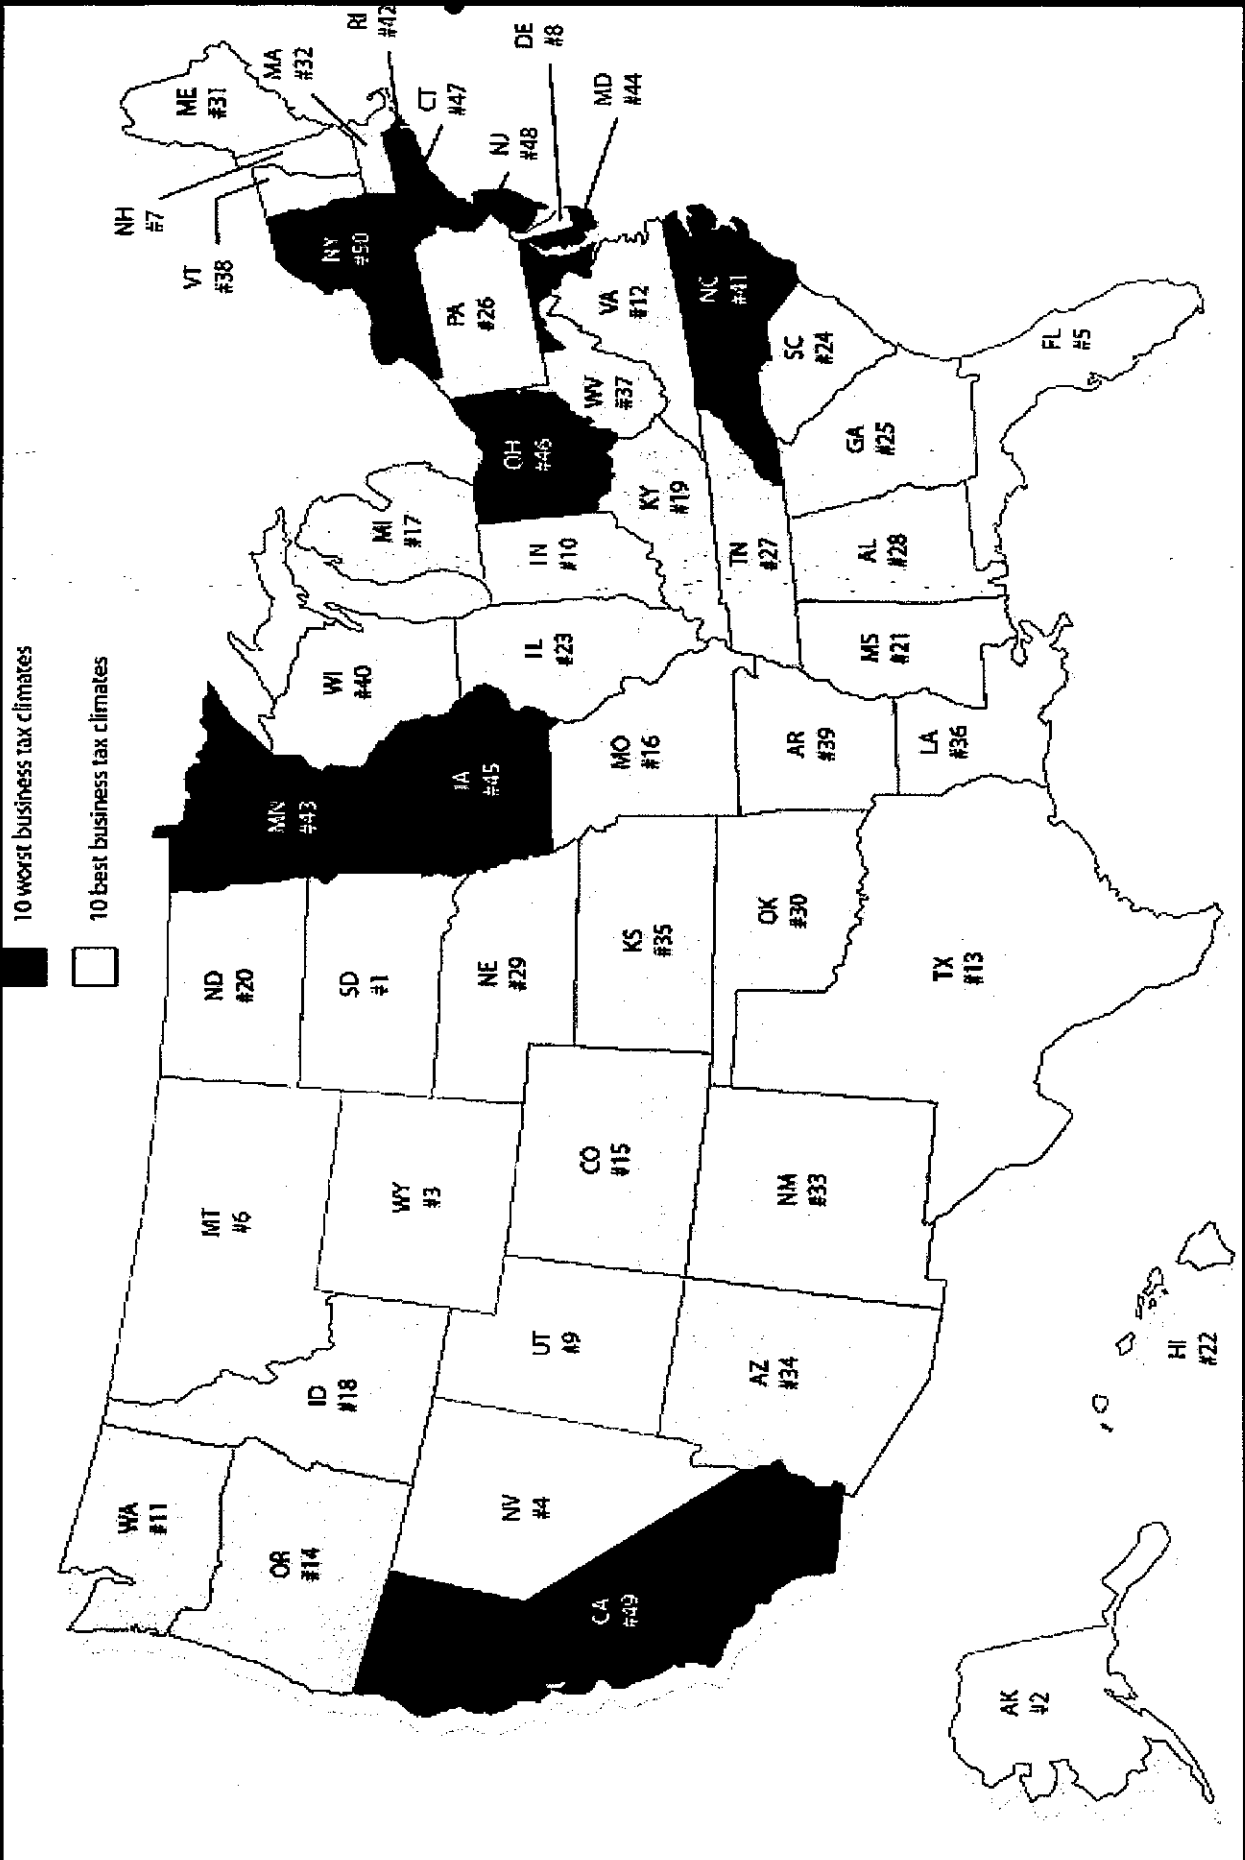 10 worst business tax climates
10 best business tax climates
WA
#11
OR
#14
CA
#49
NV
#4
ID
#18
MT
#6
WY
#3
UT
#9
AZ
#34
CO
#15
NM
#33
ND
#20
SD
#1
NE
#29
KS
#35
OK
#30
TX
#13
MN
#43
IA
#45
MO
#16
AR
#39
LA
#36
WI
#40
IL
#23
MS
#21
MI
#17
IN
#10
KY
#19
TN
#27
AL
#28
OH
#46
GA
#25
FL
#5
SC
#24
NC
#41
WV
#37
VA
#12
PA
#26
NY
#50
VT
#38
NH
#7
ME
#31
MA
#32
RI
#42
CT
#47
NJ
#48
DE
#8
MD
#44
AK
#2
HI
#22